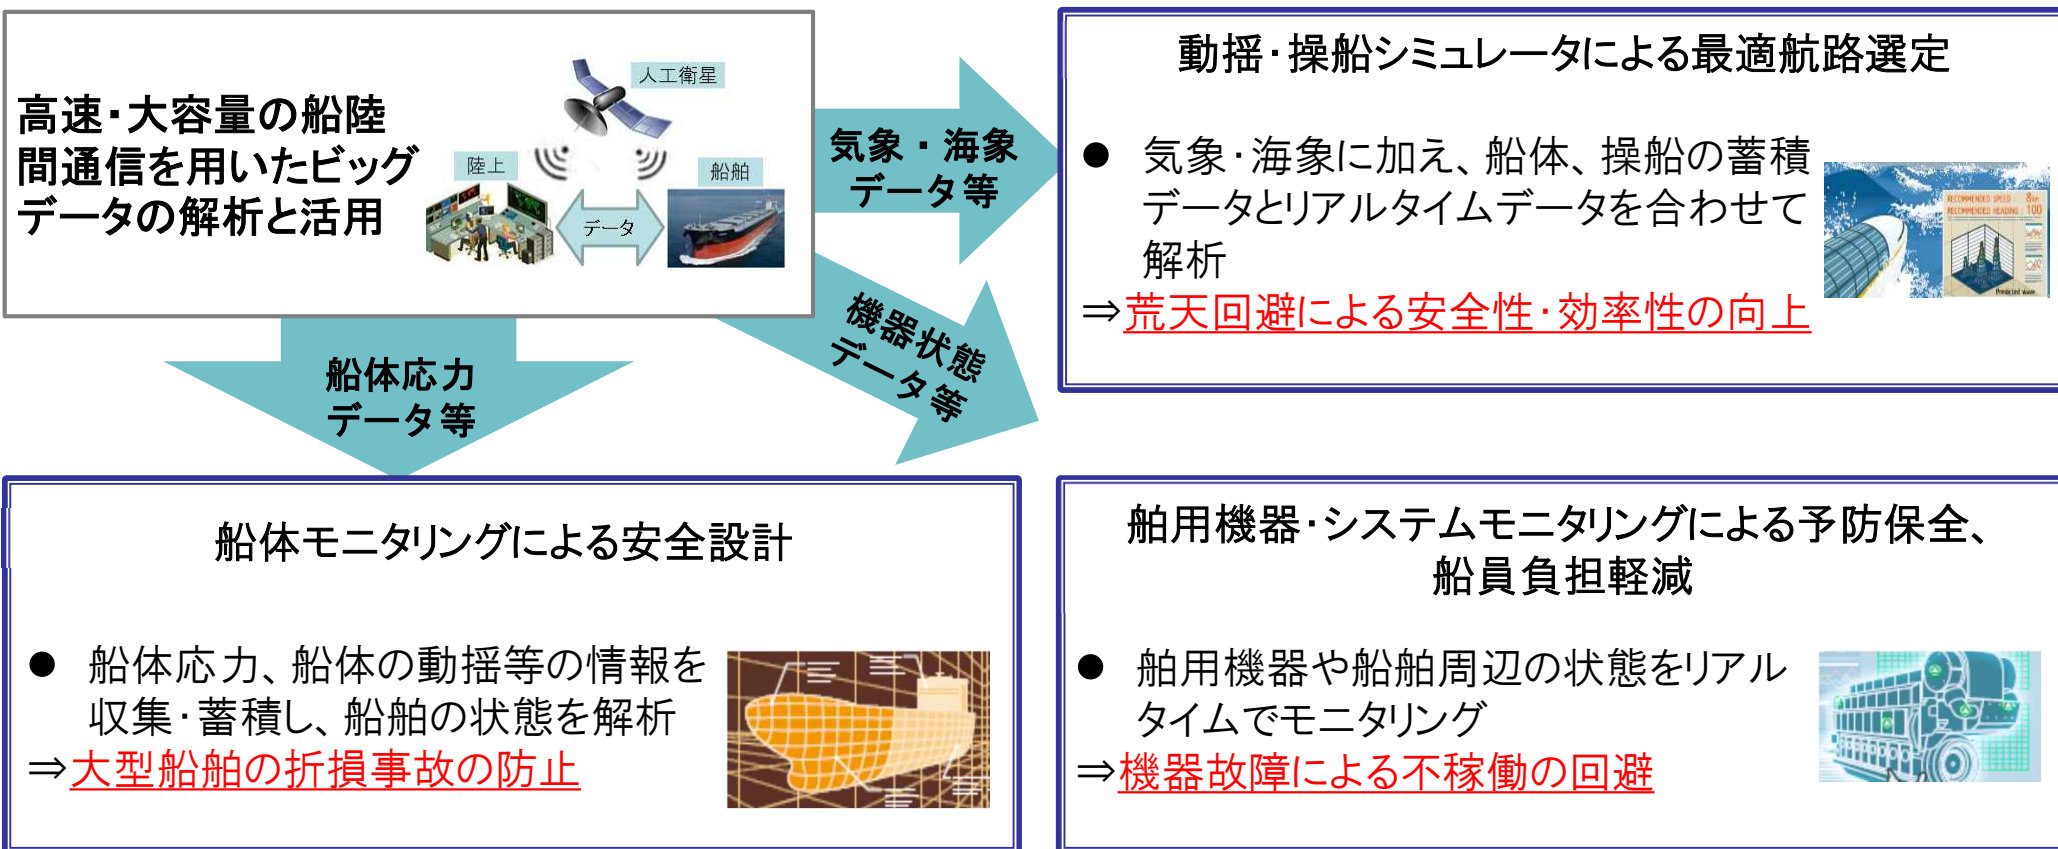 高速・大容量の船陸
間通信を用いたビッグ
データの解析と活用
人工衛星
陸上
船舶
データ
気象・海象
データ等
機器状態
データ等
船体応力
データ等
動揺・操船シミュレータによる最適航路選定
● 気象・海象に加え、船体、操船の蓄積
データとリアルタイムデータを合わせて
解析
⇒荒天回避による安全性・効率性の向上
RECOMMENDED SPEED : 8kn
RECOMMENDED HEADING : 100
Predicted wave
船体モニタリングによる安全設計
● 船体応力、船体の動揺等の情報を
収集・蓄積し、船舶の状態を解析
⇒大型船舶の折損事故の防止
舶用機器・システムモニタリングによる予防保全、
船員負担軽減
● 舶用機器や船舶周辺の状態をリアル
タイムでモニタリング
⇒機器故障による不稼働の回避